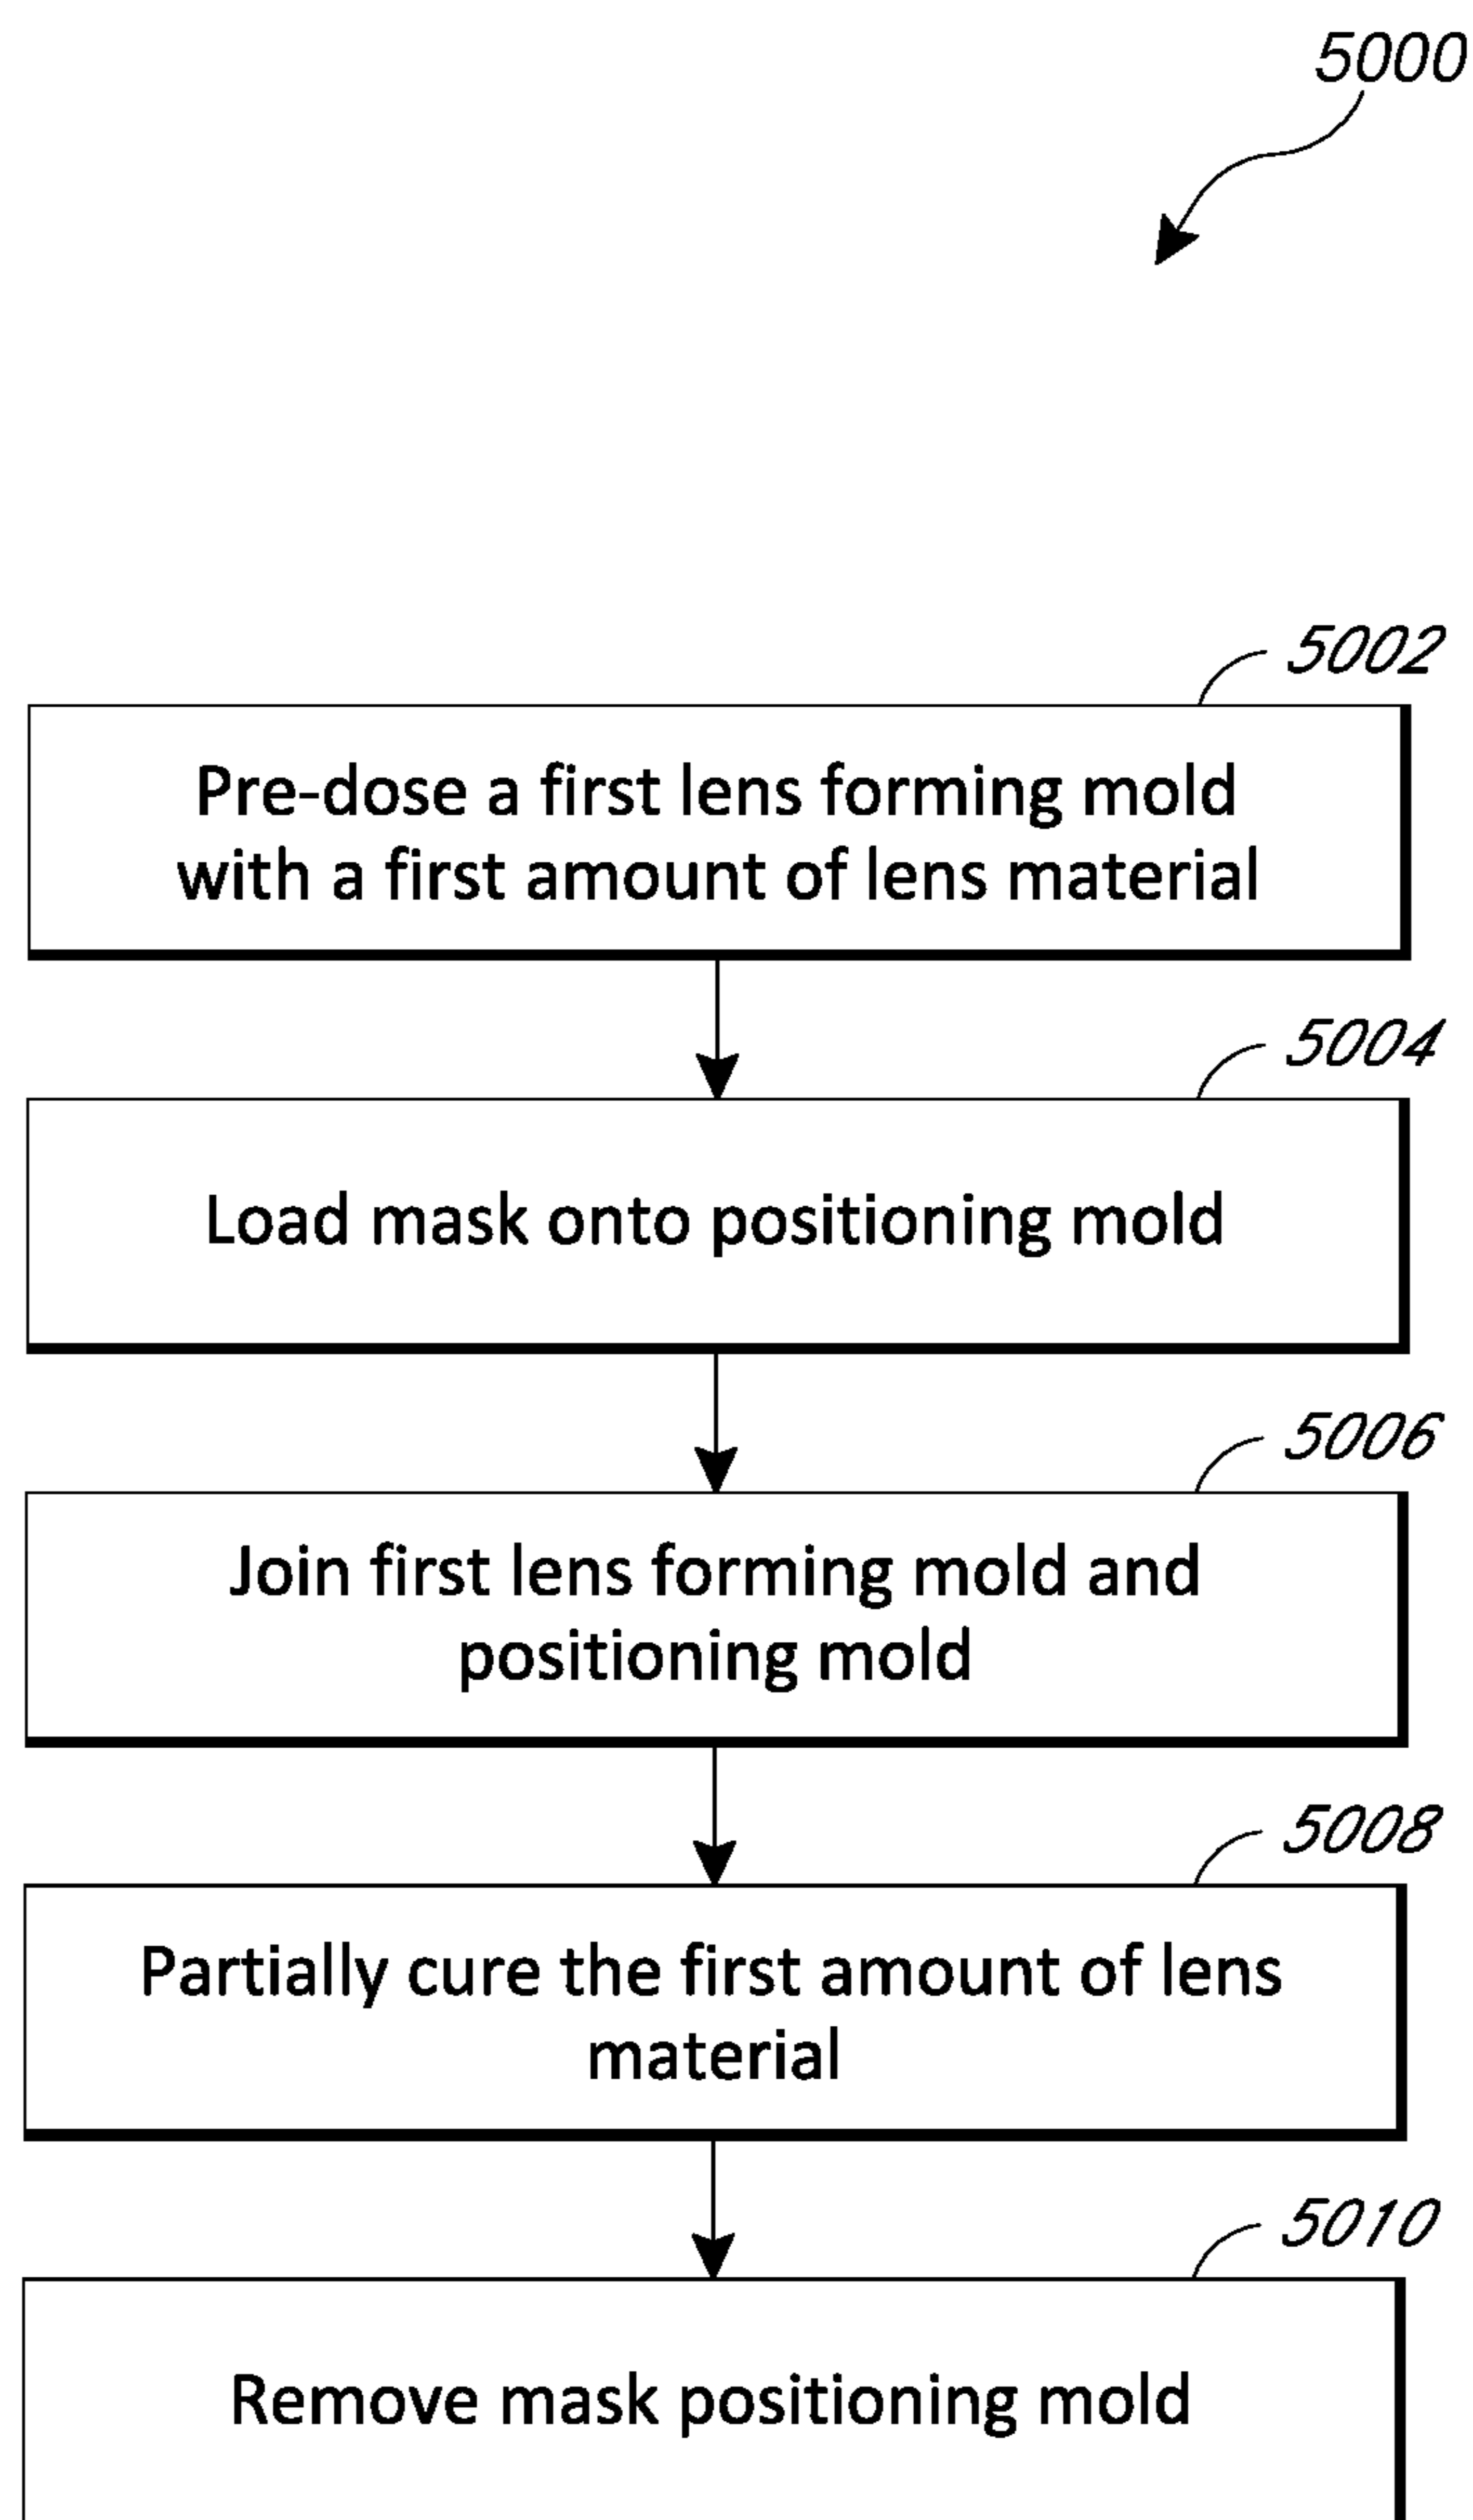 5000
5002
Pre-dose a first lens forming mold
with a first amount of lens material
5004
Load mask onto positioning mold
5006
Join first lens forming mold and
positioning mold
5008
Partially cure the first amount of lens
material
5010
Remove mask positioning mold